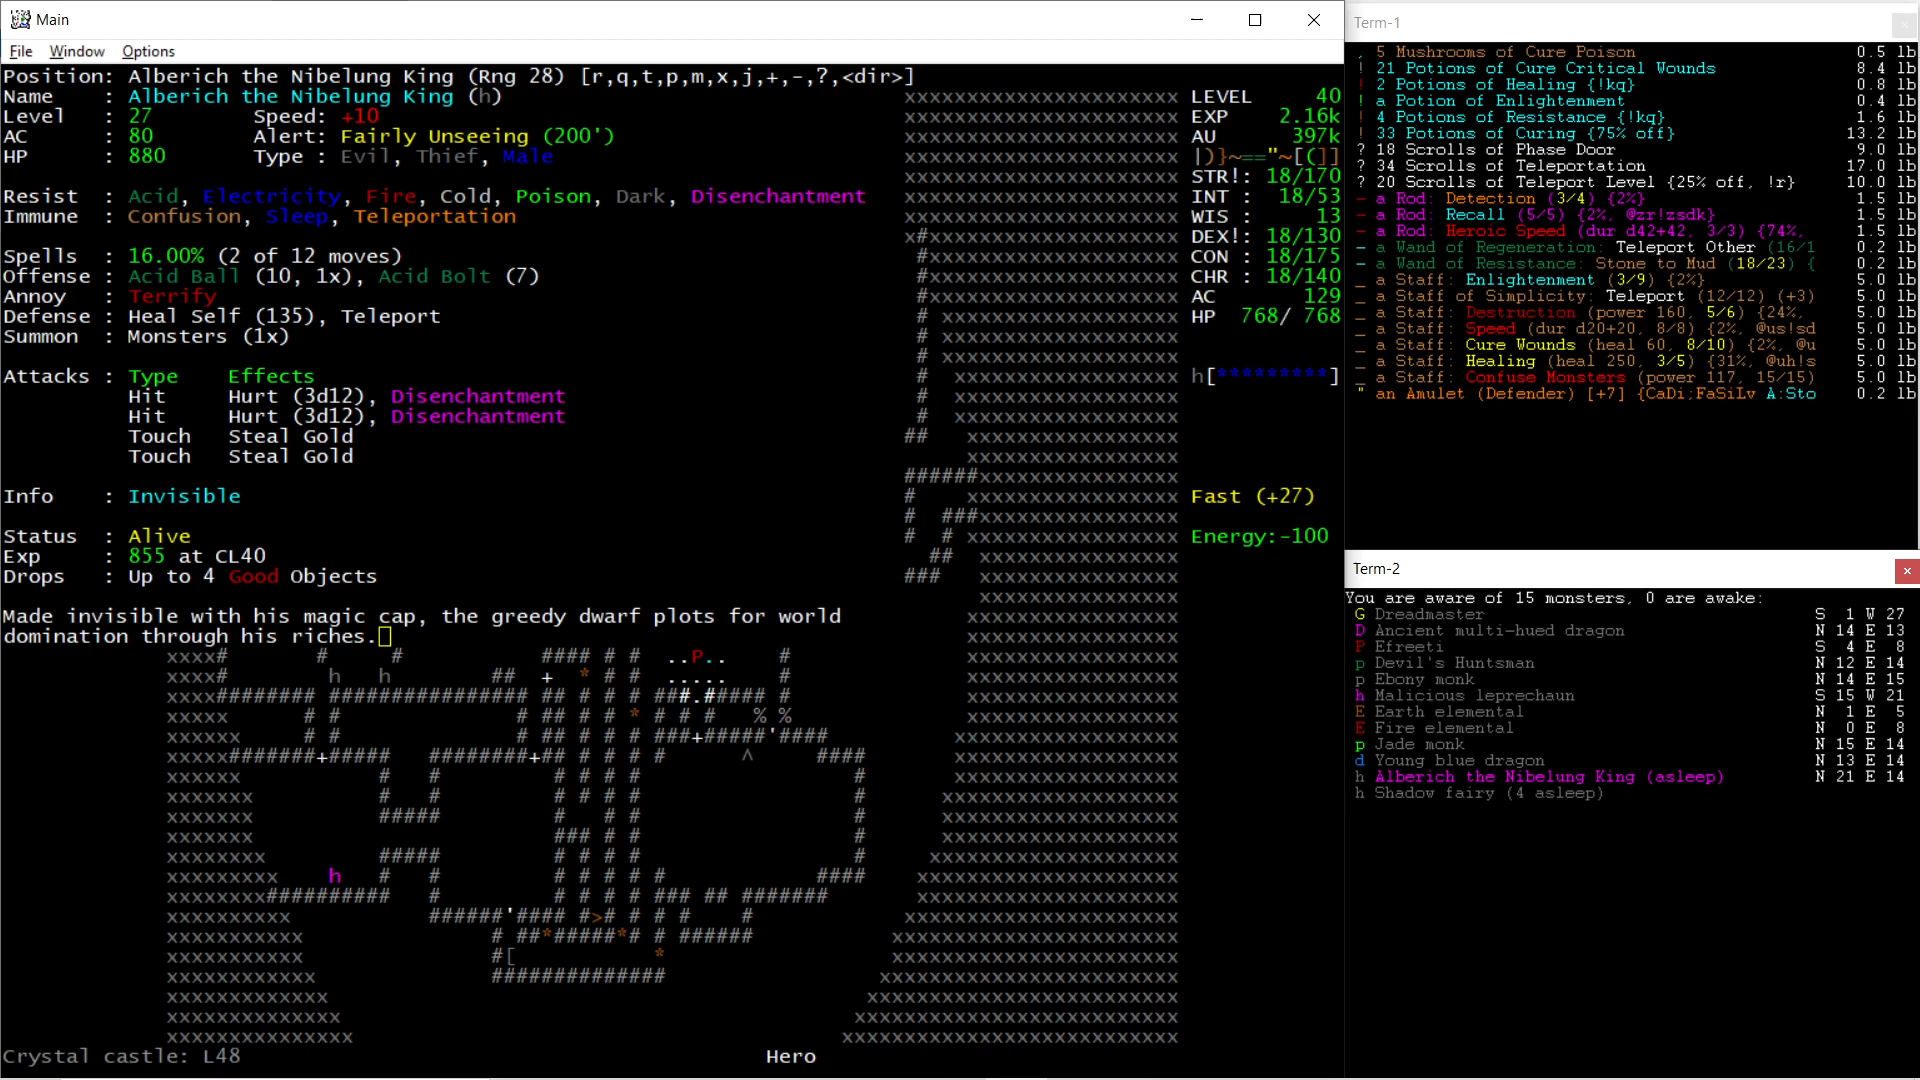 Main
File Window Options
Position: Alberich the Nibelung King (Rng 28) [r,q,t,p,m,x,j,+,-,?,<dir>]
Name : Alberich the Nibelung King (h)
Level : 27 Speed: +10
AC : 80 Alert: Fairly Unseeing (200')
HP : 880 Type : Evil, Thief, Male
Resist : Acid, Electricity, Fire, Cold, Poison, Dark, Disenchantment
Immune : Confusion, Sleep, Teleportation
Spells : 16.00% (2 of 12 moves)
Offense : Acid Ball (10, 1x), Acid Bolt (7)
Annoy : Terrify
Defense : Heal Self (135), Teleport
Summon : Monsters (1x)
Attacks : Type Effects
Hit Hurt (3d12), Disenchantment
Hit Hurt (3d12), Disenchantment
Touch Steal Gold
Touch Steal Gold
Info : Invisible
Status : Alive
Exp : 855 at CL40
Drops : Up to 4 Good Objects
Made invisible with his magic cap, the greedy dwarf plots for world
domination through his riches.
Crystal castle: L48
Hero
LEVEL 40
EXP 2.16k
AU 397k
|)}~=="~[(]]
STR!: 18/170
INT : 18/53
WIS : 13
DEX!: 18/130
CON : 18/175
CHR : 18/140
AC 129
HP 768/ 768
h[*********]
Fast (+27)
Energy:-100
Term-1
, 5 Mushrooms of Cure Poison 0.5 lb
! 21 Potions of Cure Critical Wounds 8.4 lb
! 2 Potions of Healing {!kq} 0.8 lb
! a Potion of Enlightenment 0.4 lb
! 4 Potions of Resistance {!kq} 1.6 lb
! 33 Potions of Curing {75% off} 13.2 lb
? 18 Scrolls of Phase Door 9.0 lb
? 34 Scrolls of Teleportation 17.0 lb
? 20 Scrolls of Teleport Level {25% off, !r} 10.0 lb
- a Rod: Detection (3/4) {2%} 1.5 lb
- a Rod: Recall (5/5) {2%, @zr!zsdk} 1.5 lb
- a Rod: Heroic Speed (dur d42+42, 3/3) {74%, 1.5 lb
- a Wand of Regeneration: Teleport Other (16/1 0.2 lb
- a Wand of Resistance: Stone to Mud (18/23) { 0.2 lb
_ a Staff: Enlightenment (3/9) {2%} 5.0 lb
_ a Staff of Simplicity: Teleport (12/12) (+3) 5.0 lb
_ a Staff: Destruction (power 160, 5/6) {24%, 5.0 lb
_ a Staff: Speed (dur d20+20, 8/8) {2%, @us!sd 5.0 lb
_ a Staff: Cure Wounds (heal 60, 8/10) {2%, @u 5.0 lb
_ a Staff: Healing (heal 250, 3/5) {31%, @uh!s 5.0 lb
_ a Staff: Confuse Monsters (power 117, 15/15) 5.0 lb
" an Amulet (Defender) [+7] {CaDi;FaSiLv A:Sto 0.2 lb
Term-2
You are aware of 15 monsters, 0 are awake:
G Dreadmaster S 1 W 27
D Ancient multi-hued dragon N 14 E 13
P Efreeti S 4 E 8
p Devil's Huntsman N 12 E 14
p Ebony monk N 14 E 15
h Malicious leprechaun S 15 W 21
E Earth elemental N 1 E 5
E Fire elemental N 0 E 8
p Jade monk N 15 E 14
d Young blue dragon N 13 E 14
h Alberich the Nibelung King (asleep) N 21 E 14
h Shadow fairy (4 asleep)